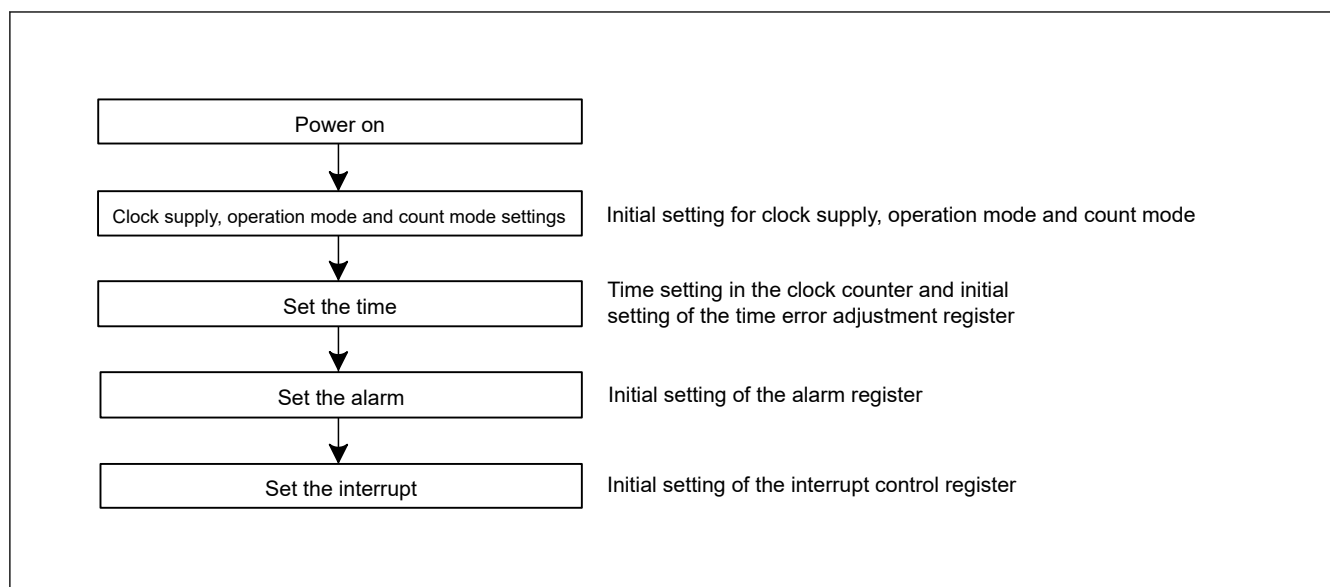 Power on
Clock supply, operation mode and count mode settings
Initial setting for clock supply, operation mode and count mode
Set the time
Time setting in the clock counter and initial
setting of the time error adjustment register
Set the alarm
Initial setting of the alarm register
Set the interrupt
Initial setting of the interrupt control register